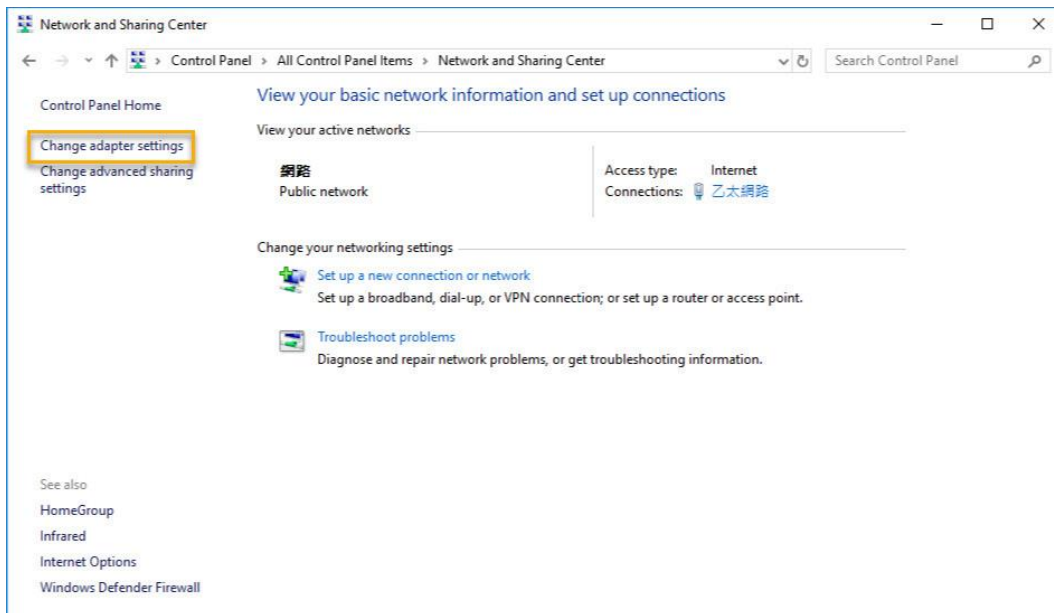 Network and Sharing Center
Control Panel > All Control Panel Items > Network and Sharing Center
Search Control Panel
Control Panel Home
Change adapter settings
Change advanced sharing
settings
View your basic network information and set up connections
View your active networks
網路
Public network
Access type: Internet
Connections: 乙太網路
Change your networking settings
Set up a new connection or network
Set up a broadband, dial-up, or VPN connection; or set up a router or access point.
Troubleshoot problems
Diagnose and repair network problems, or get troubleshooting information.
See also
HomeGroup
Infrared
Internet Options
Windows Defender Firewall